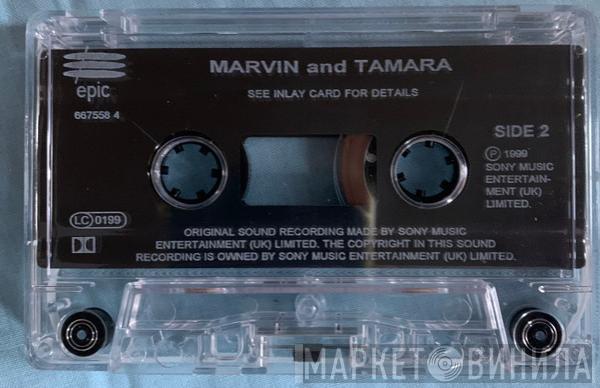 MARVIN and TAMARA
epic
SEE INLAY CARD FOR DETAILS
667558 4
SIDE 2
P 1999
SONY MUSIC
ENTERTAIN-
MENT (UK)
LIMITED.
LC 0199
ORIGINAL SOUND RECORDING MADE BY SONY MUSIC
ENTERTAINMENT (UK) LIMITED. THE COPYRIGHT IN THIS SOUND
RECORDING IS OWNED BY SONY MUSIC ENTERTAINMENT (UK) LIMITED.
МАРКЕТ ВИНИЛА